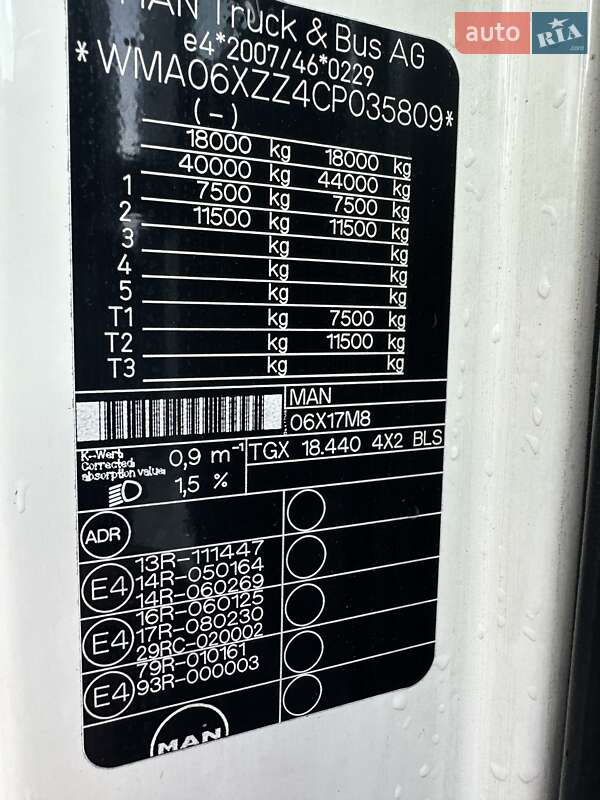 MAN Truck & Bus AG
auto RIA.com
e4*2007/46*0229
*WMA06XZZ4CP035809*
(-)
18000 kg 18000 kg
40000 kg 44000 kg
1 7500 kg 7500 kg
2 11500 kg 11500 kg
3 kg kg
4 kg kg
5 kg kg
T1 kg 7500 kg
T2 kg 11500 kg
T3 kg kg
MAN
06X17M8
K-Wert:
Corrected
absorption value:
0,9 m⁻¹
1,5 %
TGX 18.440 4X2 BLS
ADR
13R-111447
E4 14R-050164
14R-060269
16R-060125
E4 17R-080230
29RC-020002
79R-010161
E4 93R-000003
MAN